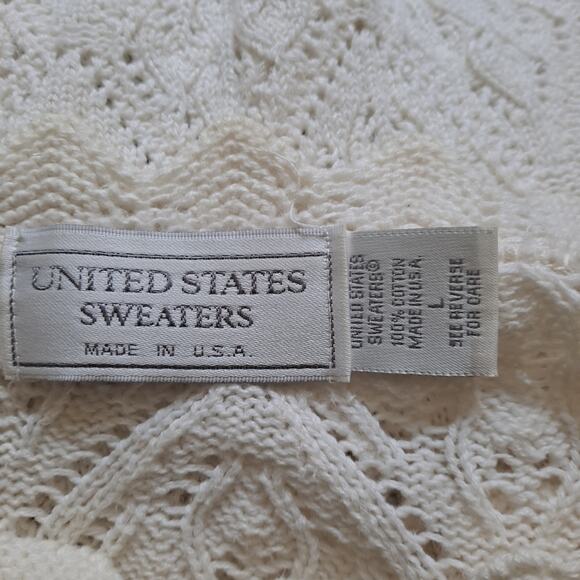 UNITED STATES
SWEATERS
MADE IN U.S.A.
UNITED STATES
SWEATERS©
100% COTTON
MADE IN U.S.A.
L
SEE REVERSE
FOR CARE